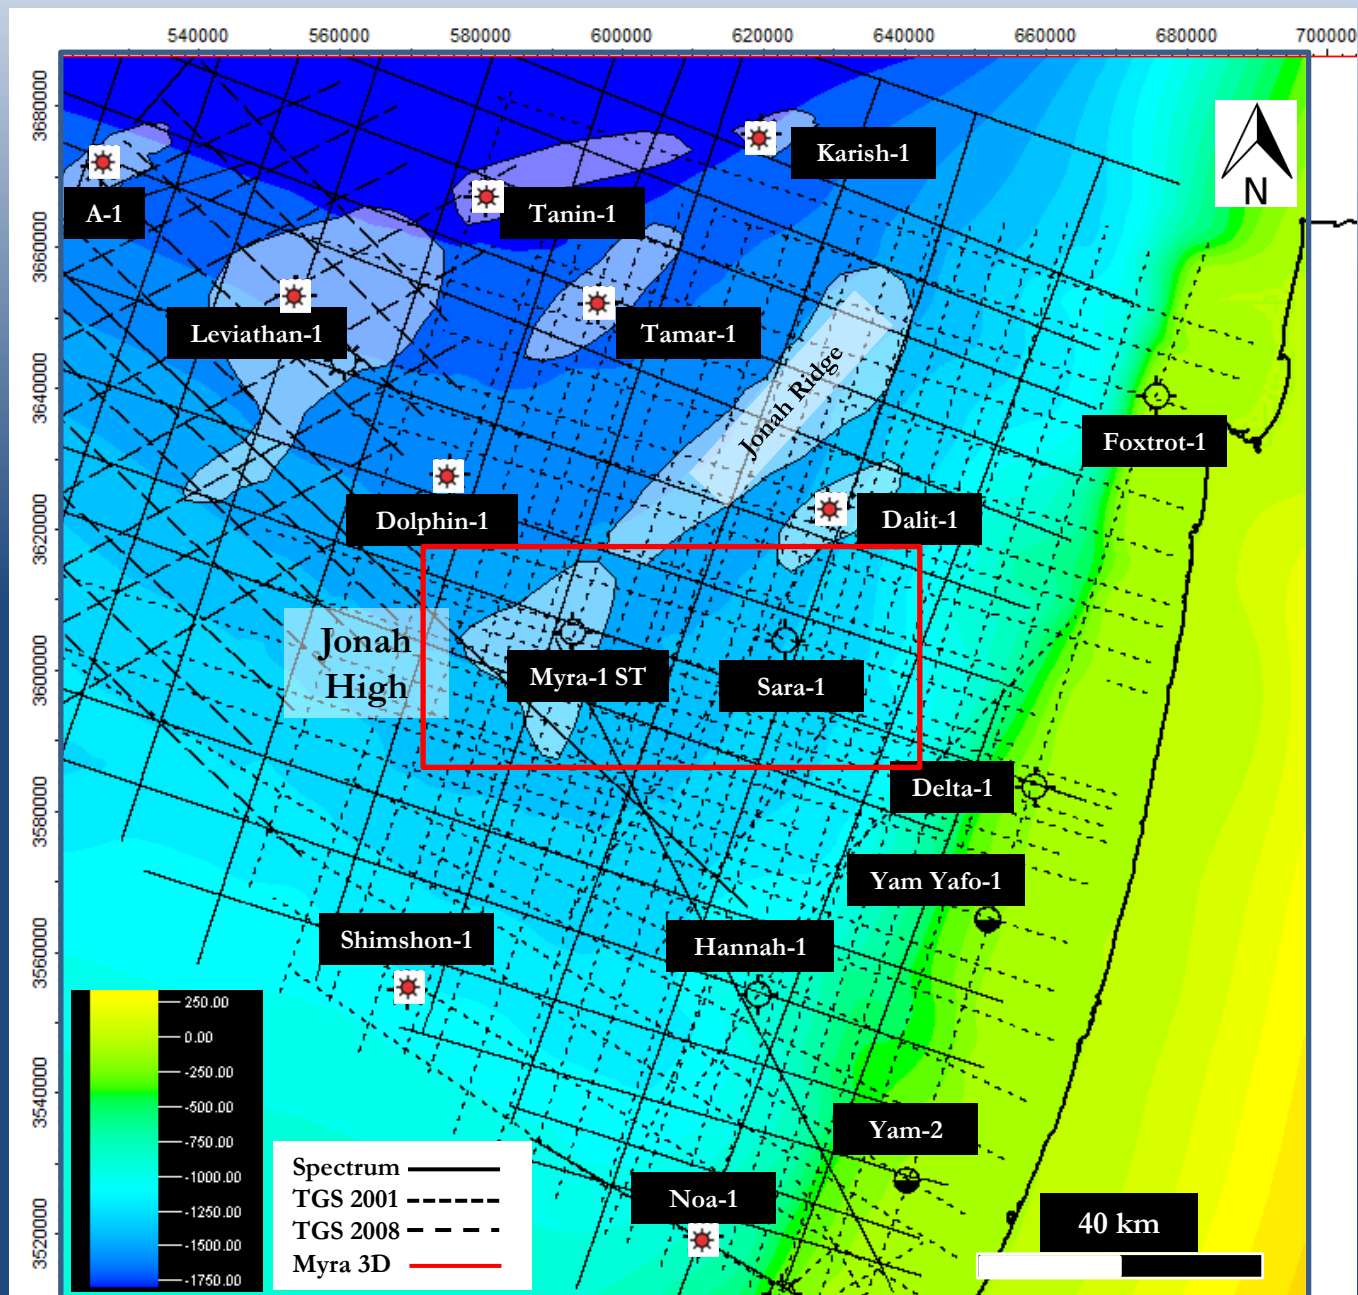 540000 560000 580000 600000 620000 640000 660000 680000 700000
3680000
3660000
3640000
3620000
3600000
3580000
3560000
3540000
3520000
Karish-1
N
A-1
Tanin-1
Leviathan-1
Tamar-1
Jonah Ridge
Foxtrot-1
Dolphin-1
Dalit-1
Jonah
High
Myra-1 ST
Sara-1
Delta-1
Yam Yafo-1
Shimshon-1
Hannah-1
Yam-2
Noa-1
250.00
0.00
-250.00
-500.00
-750.00
-1000.00
-1250.00
-1500.00
-1750.00
Spectrum
TGS 2001
TGS 2008
Myra 3D
40 km